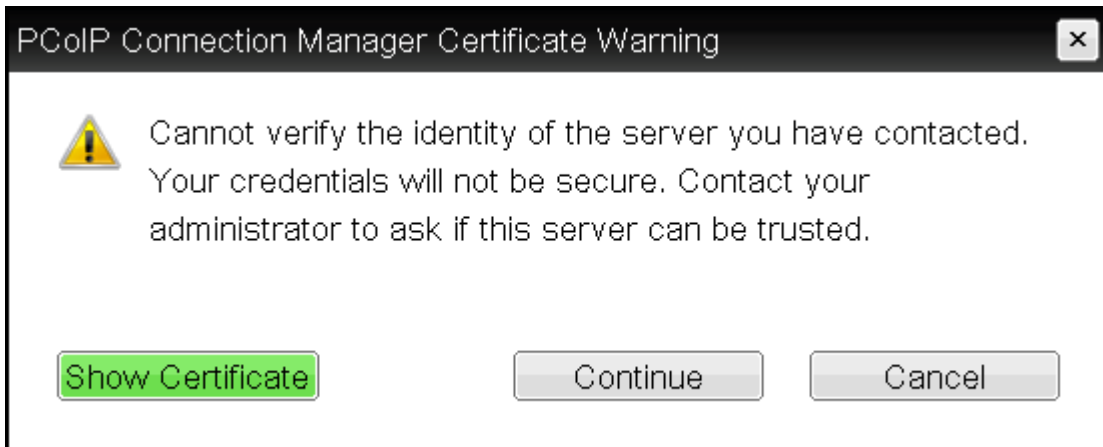 PCoIP Connection Manager Certificate Warning
Cannot verify the identity of the server you have contacted.
Your credentials will not be secure. Contact your
administrator to ask if this server can be trusted.
Show Certificate
Continue
Cancel